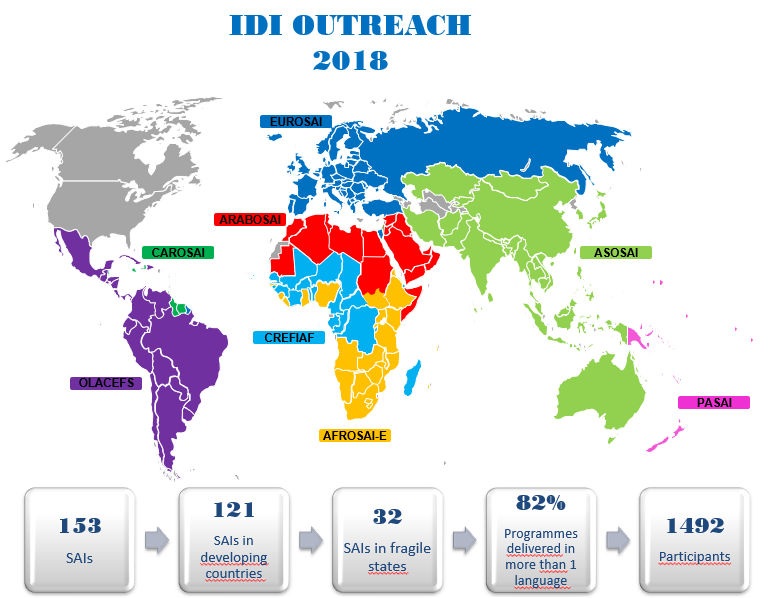 IDI OUTREACH
2018
EUROSAI
ARABOSAI
CAROSAI
ASOSAI
CREFIAF
OLACEFS
PASAI
AFROSAI-E
153
SAIs
121
SAIs in
developing
countries
32
SAIs in fragile
states
82%
Programmes
delivered in
more than 1
language
1492
Participants